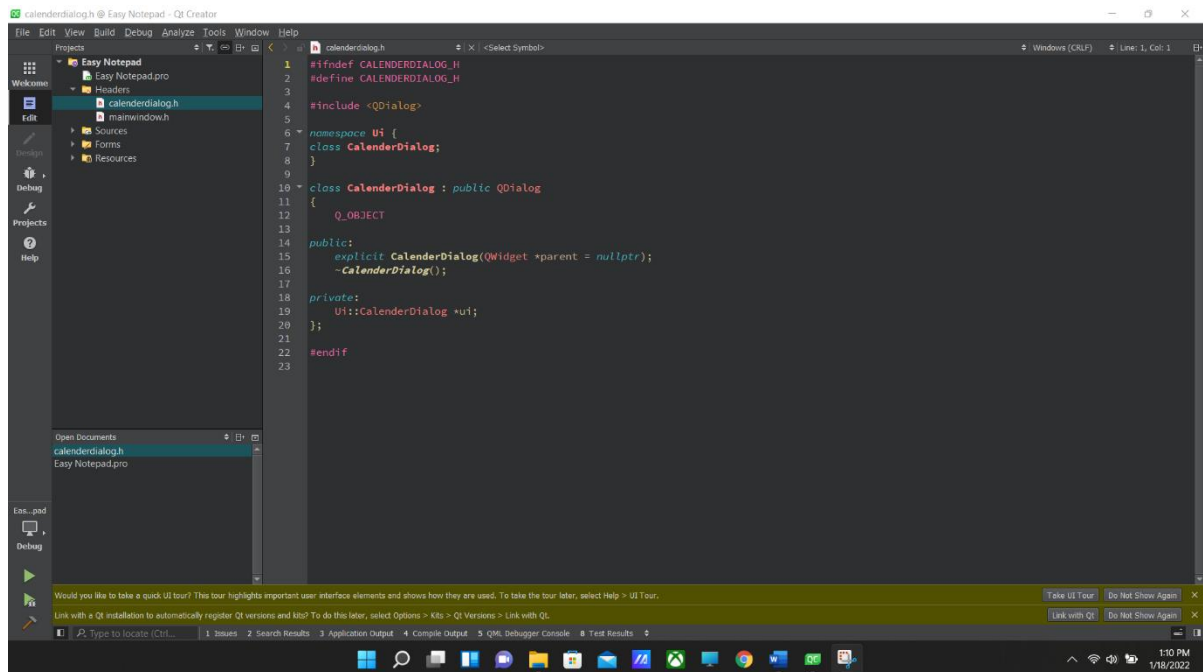 calenderdialog.h @ Easy Notepad - Qt Creator
File Edit View Build Debug Analyze Tools Window Help
Projects
calenderdialog.h
<Select Symbol>
Windows (CRLF)
Line: 1, Col: 1
Welcome
Edit
Design
Debug
Projects
Help
Easy Notepad
Easy Notepad.pro
Headers
calenderdialog.h
mainwindow.h
Sources
Forms
Resources
1 #ifndef CALENDERDIALOG_H
2 #define CALENDERDIALOG_H
3
4 #include <QDialog>
5
6 namespace Ui {
7 class CalenderDialog;
8 }
9
10 class CalenderDialog : public QDialog
11 {
12 Q_OBJECT
13
14 public:
15 explicit CalenderDialog(QWidget *parent = nullptr);
16 ~CalenderDialog();
17
18 private:
19 Ui::CalenderDialog *ui;
20 };
21
22 #endif
23
Open Documents
calenderdialog.h
Easy Notepad.pro
Eas...pad
Debug
Would you like to take a quick UI tour? This tour highlights important user interface elements and shows how they are used. To take the tour later, select Help > UI Tour.
Take UI Tour
Do Not Show Again
Link with a Qt installation to automatically register Qt versions and kits? To do this later, select Options > Kits > Qt Versions > Link with Qt.
Link with Qt
Do Not Show Again
Type to locate (Ctrl...
1 Issues 2 Search Results 3 Application Output 4 Compile Output 5 QML Debugger Console 8 Test Results
1:10 PM
1/18/2022